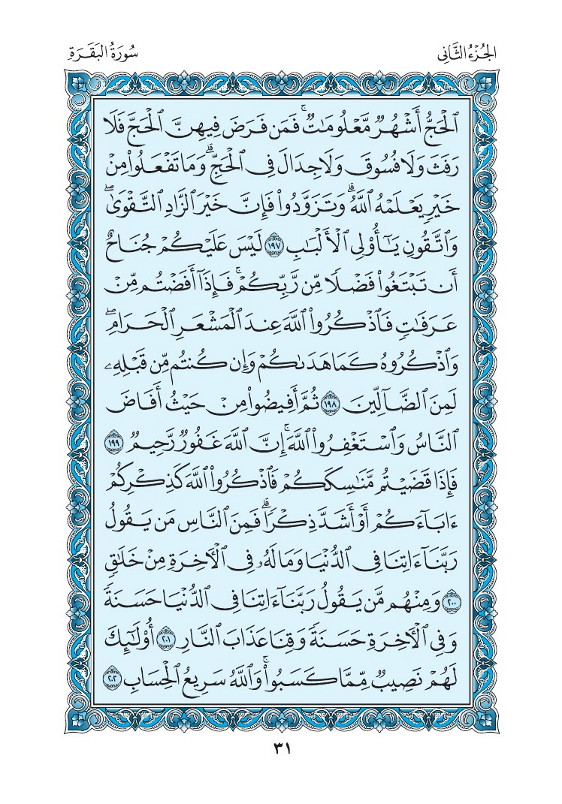 الجُزْءُ الثَّانِي
سُورَةُ البَقَرَةِ
ٱلۡحَجُّ أَشۡهُرٞ مَّعۡلُومَٰتٞۚ فَمَن فَرَضَ فِيهِنَّ ٱلۡحَجَّ فَلَا
رَفَثَ وَلَا فُسُوقَ وَلَا جِدَالَ فِي ٱلۡحَجِّۗ وَمَا تَفۡعَلُواْ مِنۡ
خَيۡرٖ يَعۡلَمۡهُ ٱللَّهُۗ وَتَزَوَّدُواْ فَإِنَّ خَيۡرَ ٱلزَّادِ ٱلتَّقۡوَىٰۖ
وَٱتَّقُونِ يَٰٓأُوْلِي ٱلۡأَلۡبَٰبِ ١٩٧ لَيۡسَ عَلَيۡكُمۡ جُنَاحٌ
أَن تَبۡتَغُواْ فَضۡلٗا مِّن رَّبِّكُمۡۚ فَإِذَآ أَفَضۡتُم مِّنۡ
عَرَفَٰتٖ فَٱذۡكُرُواْ ٱللَّهَ عِندَ ٱلۡمَشۡعَرِ ٱلۡحَرَامِۖ
وَٱذۡكُرُوهُ كَمَا هَدَىٰكُمۡ وَإِن كُنتُم مِّن قَبۡلِهِۦ
لَمِنَ ٱلضَّآلِّينَ ١٩٨ ثُمَّ أَفِيضُواْ مِنۡ حَيۡثُ أَفَاضَ
ٱلنَّاسُ وَٱسۡتَغۡفِرُواْ ٱللَّهَۚ إِنَّ ٱللَّهَ غَفُورٞ رَّحِيمٞ ١٩٩
فَإِذَا قَضَيۡتُم مَّنَٰسِكَكُمۡ فَٱذۡكُرُواْ ٱللَّهَ كَذِكۡرِكُمۡ
ءَابَآءَكُمۡ أَوۡ أَشَدَّ ذِكۡرٗاۗ فَمِنَ ٱلنَّاسِ مَن يَقُولُ
رَبَّنَآ ءَاتِنَا فِي ٱلدُّنۡيَا وَمَا لَهُۥ فِي ٱلۡأٓخِرَةِ مِنۡ خَلَٰقٖ
٢٠٠ وَمِنۡهُم مَّن يَقُولُ رَبَّنَآ ءَاتِنَا فِي ٱلدُّنۡيَا حَسَنَةٗ
وَفِي ٱلۡأٓخِرَةِ حَسَنَةٗ وَقِنَا عَذَابَ ٱلنَّارِ ٢٠١ أُوْلَٰٓئِكَ
لَهُمۡ نَصِيبٞ مِّمَّا كَسَبُواْۚ وَٱللَّهُ سَرِيعُ ٱلۡحِسَابِ ٢٠٢
٣١